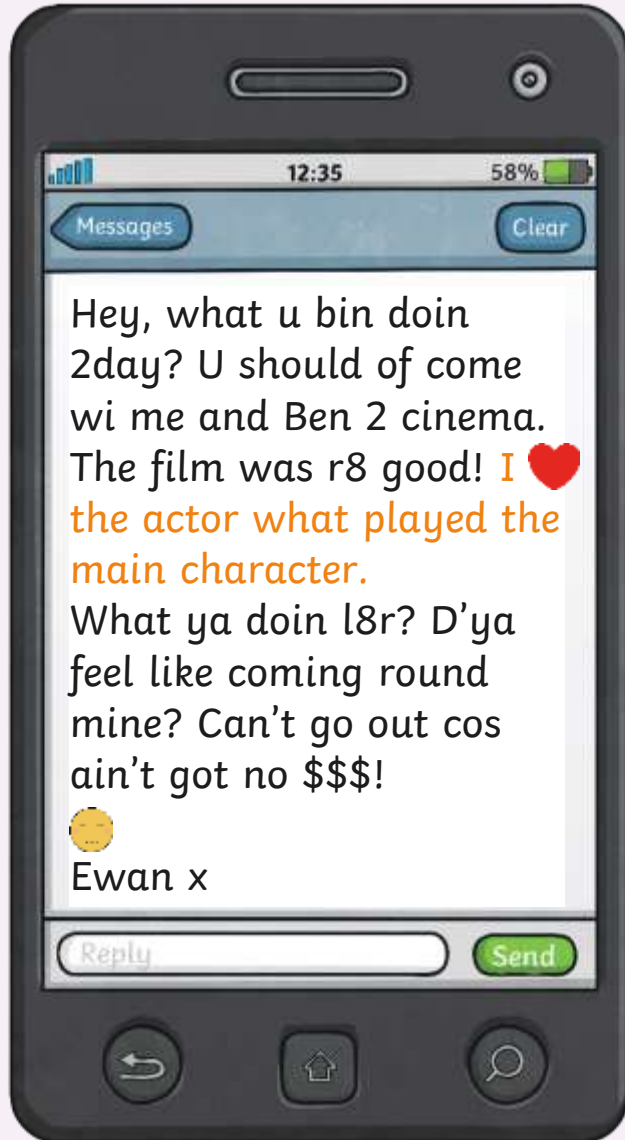 12:35 58%
Messages Clear
Hey, what u bin doin
2day? U should of come
wi me and Ben 2 cinema.
The film was r8 good! I ❤
the actor what played the
main character.
What ya doin l8r? D'ya
feel like coming round
mine? Can't go out cos
ain't got no $$$!
Ewan x
Reply Send